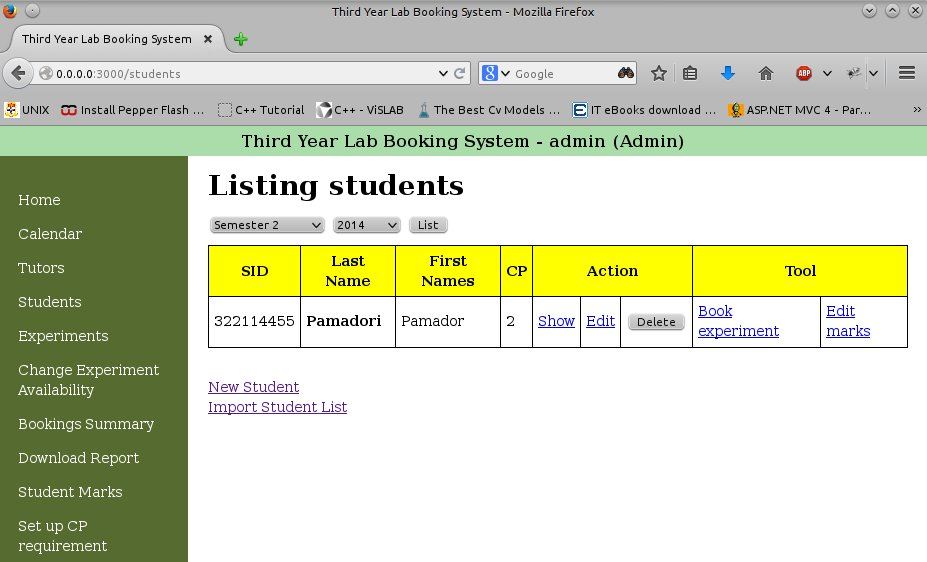 Third Year Lab Booking System - Mozilla Firefox
Third Year Lab Booking System
0.0.0.0:3000/students
Google
ABP
UNIX Install Pepper Flash ... C++ Tutorial C++ - ViSLAB The Best Cv Models ... IT eBooks download ... ASP.NET MVC 4 - Par... »
Third Year Lab Booking System - admin (Admin)
Home
Calendar
Tutors
Students
Experiments
Change Experiment
Availability
Bookings Summary
Download Report
Student Marks
Set up CP
requirement
Listing students
Semester 2 2014 List
SID Last Name First Names CP Action Tool
322114455 Pamadori Pamador 2 Show Edit Delete Book experiment Edit marks
New Student
Import Student List